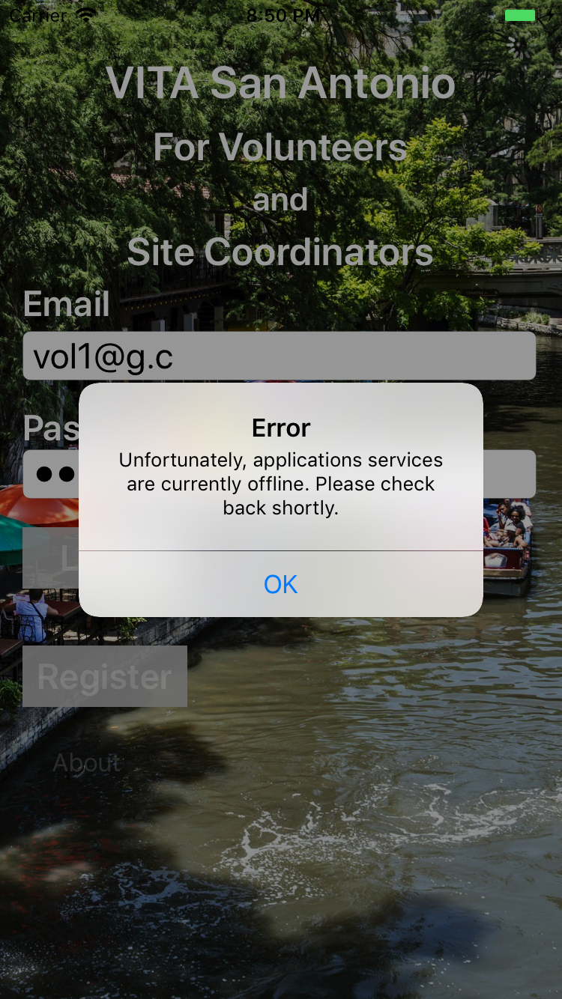 Carrier 8:50 PM
VITA San Antonio
For Volunteers
and
Site Coordinators
Email
vol1@g.c
Pas
Error
Unfortunately, applications services
are currently offline. Please check
back shortly.
L
OK
Register
About